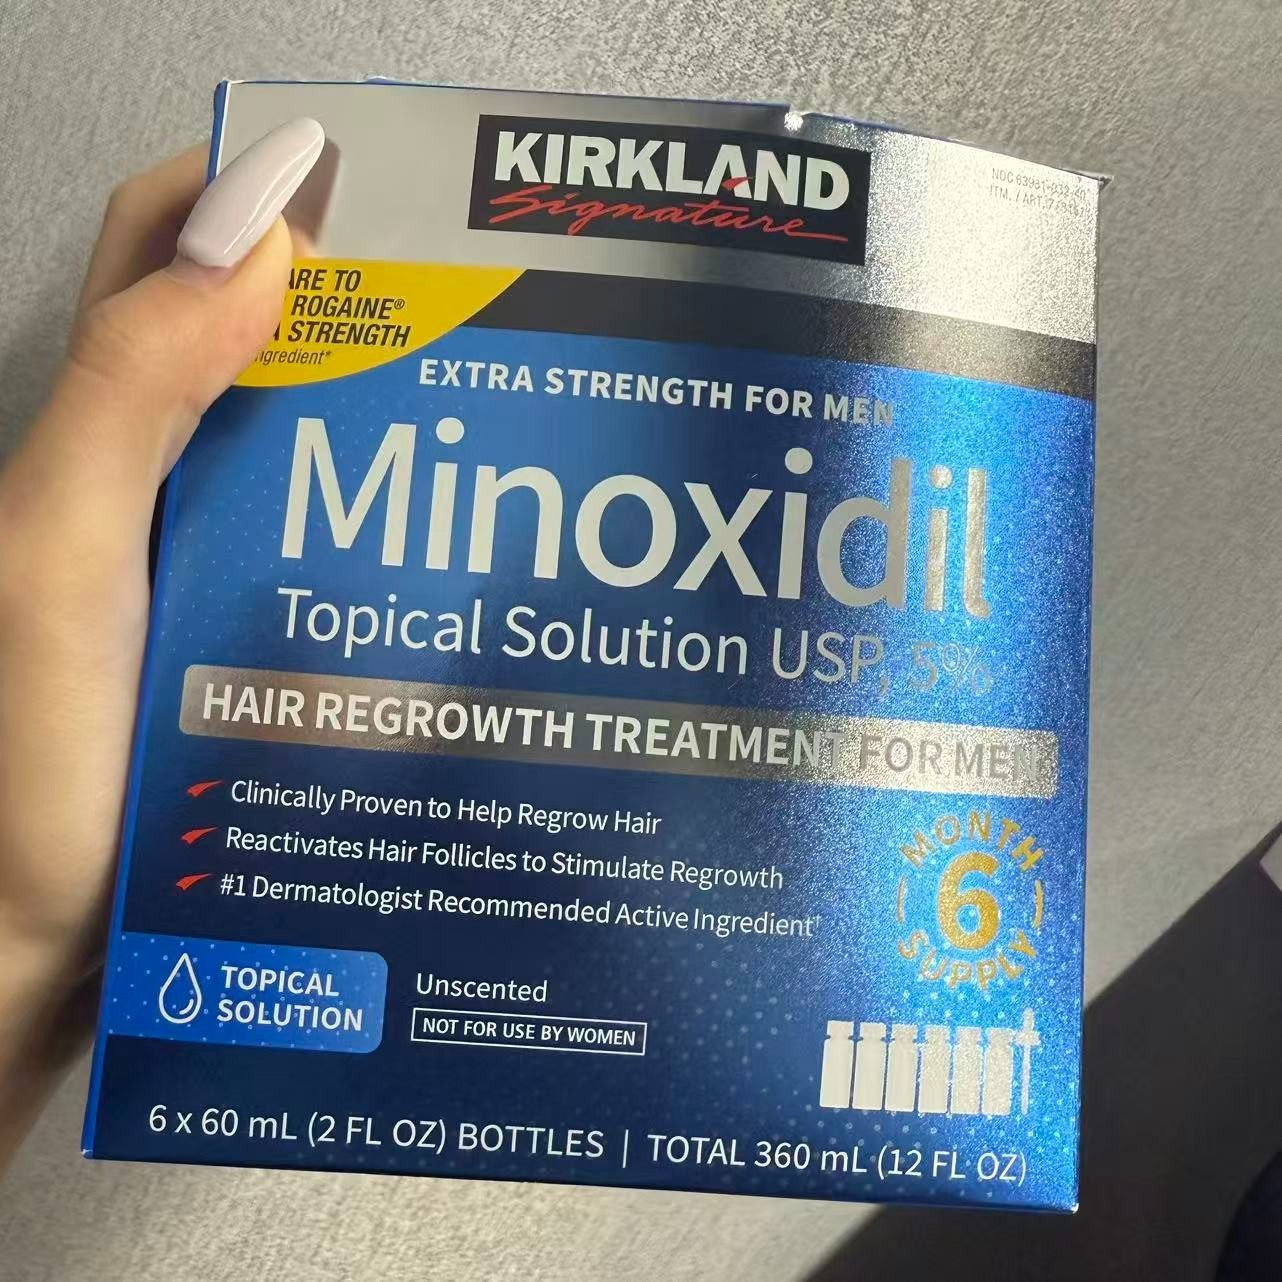 KIRKLAND
Signature
ARE TO
ROGAINE®
STRENGTH
EXTRA STRENGTH FOR MEN
Minoxidil
Topical Solution USP, 5%
HAIR REGROWTH TREATMENT FOR MEN
Clinically Proven to Help Regrow Hair
Reactivates Hair Follicles to Stimulate Regrowth
#1 Dermatologist Recommended Active Ingredient†
6 MONTH SUPPLY
TOPICAL
SOLUTION
Unscented
NOT FOR USE BY WOMEN
6 x 60 mL (2 FL OZ) BOTTLES | TOTAL 360 mL (12 FL OZ)